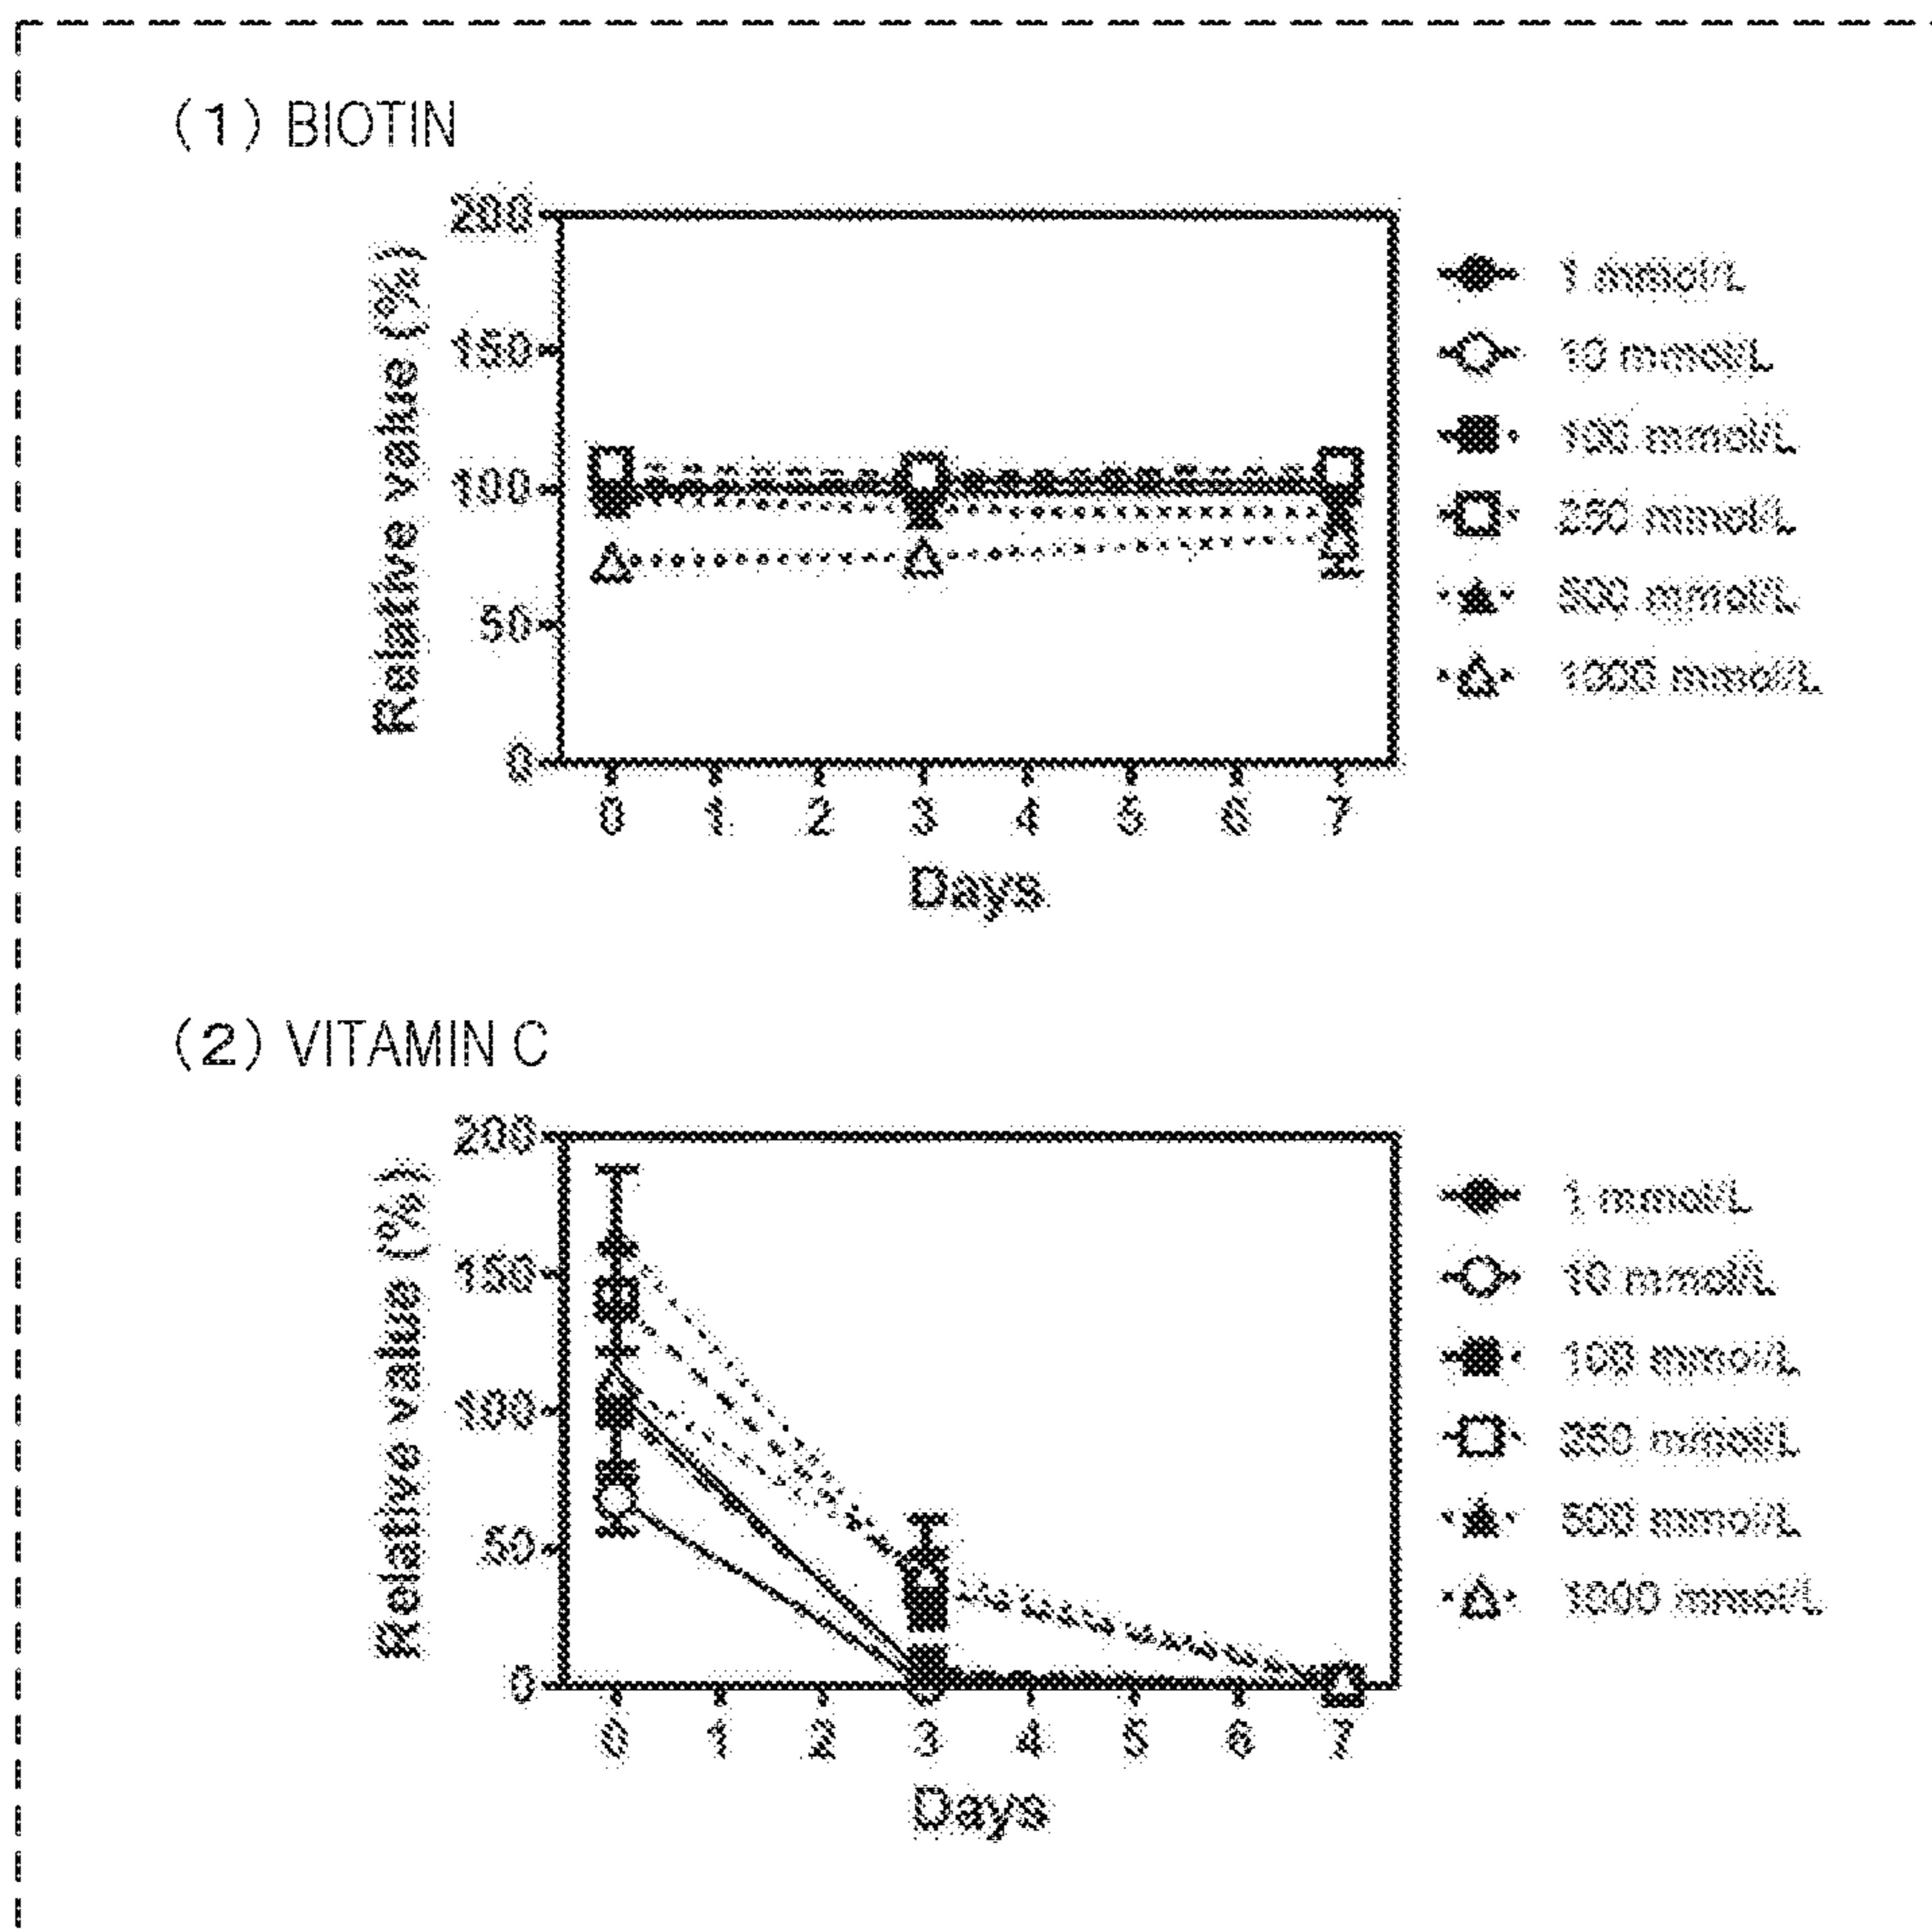 (1) BIOTIN
Relative value (%)
200
150
100
50
0
0 1 2 3 4 5 6 7
Days
1 mmol/L
10 mmol/L
100 mmol/L
250 mmol/L
500 mmol/L
1000 mmol/L
(2) VITAMIN C
Relative value (%)
200
150
100
50
0
0 1 2 3 4 5 6 7
Days
1 mmol/L
10 mmol/L
100 mmol/L
250 mmol/L
500 mmol/L
1000 mmol/L